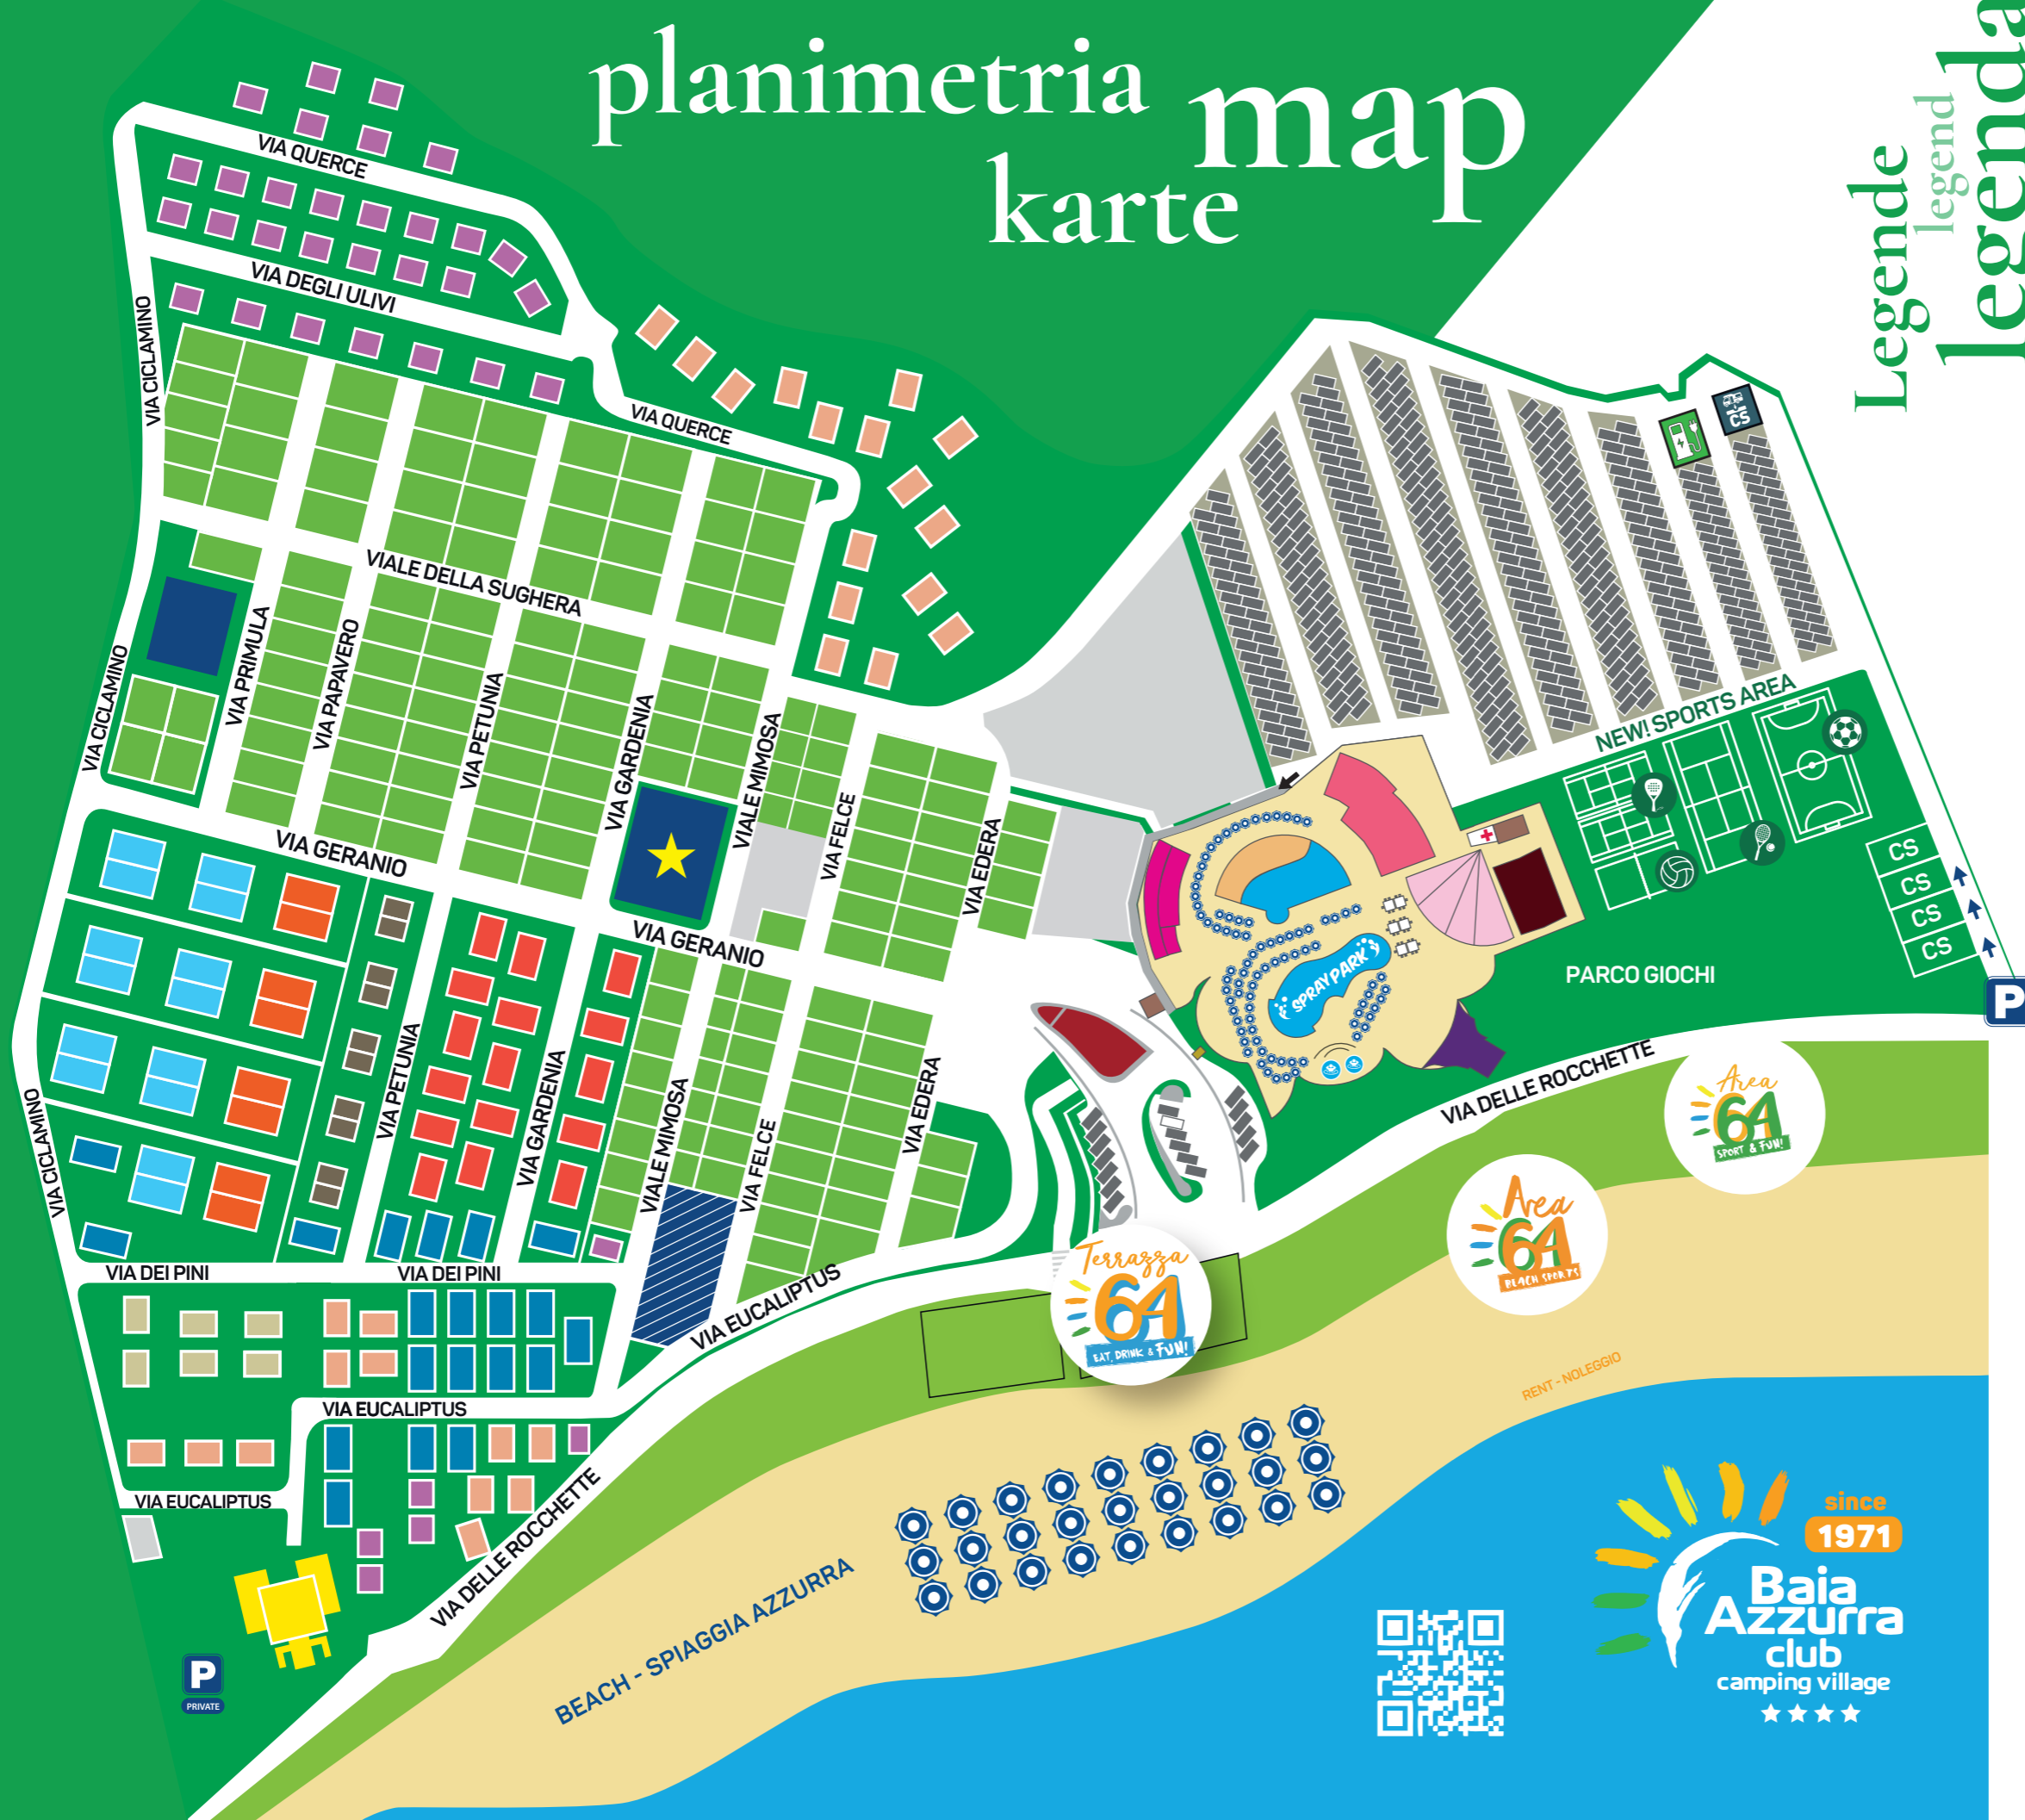 planimetria
map
karte
Legende
legend
legenda
VIA QUERCE
VIA DEGLI ULIVI
VIA CICLAMINO
VIA QUERCE
CS
VIALE DELLA SUGHERA
VIA PRIMULA
VIA PAPAVERO
VIA PETUNIA
VIA GARDENIA
VIALE MIMOSA
VIA CICLAMINO
VIA FELCE
VIA EDERA
NEW! SPORTS AREA
VIA GERANIO
VIA GERANIO
CS
CS
CS
CS
SPRAY PARK
PARCO GIOCHI
P
VIA PETUNIA
VIA GARDENIA
VIALE MIMOSA
VIA FELCE
VIA EDERA
VIA CICLAMINO
VIA DELLE ROCCHETTE
Area
64
SPORT & FUN!
Area
64
BEACH SPORTS
Terrazza
64
EAT, DRINK & FUN!
VIA DEI PINI
VIA DEI PINI
VIA EUCALIPTUS
RENT - NOLEGGIO
VIA EUCALIPTUS
VIA EUCALIPTUS
VIA DELLE ROCCHETTE
BEACH - SPIAGGIA AZZURRA
P
PRIVATE
since
1971
Baia
Azzurra
club
camping village